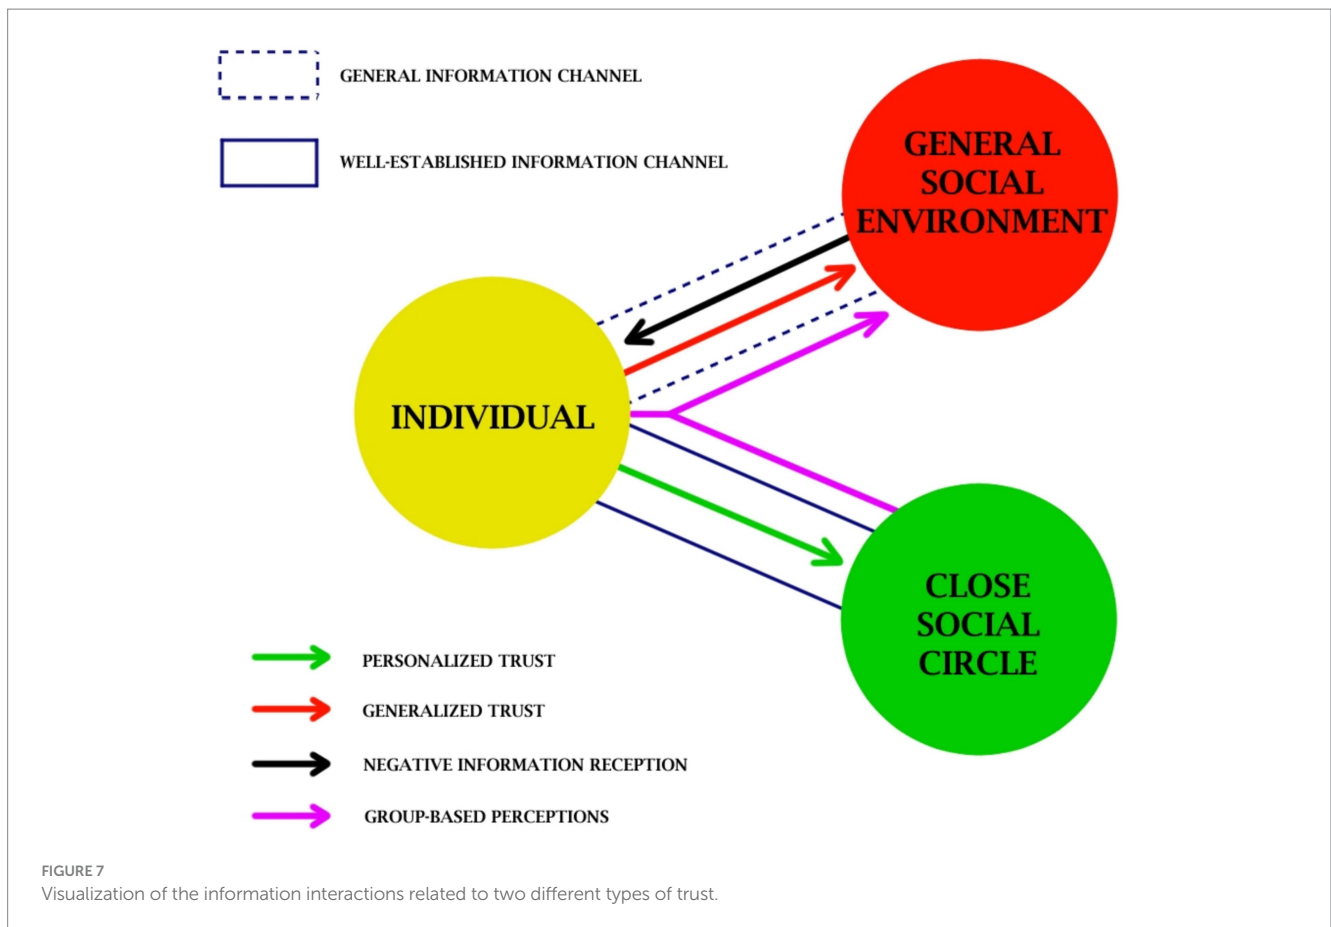 GENERAL INFORMATION CHANNEL
WELL-ESTABLISHED INFORMATION CHANNEL
GENERAL
SOCIAL
ENVIRONMENT
INDIVIDUAL
CLOSE
SOCIAL
CIRCLE
PERSONALIZED TRUST
GENERALIZED TRUST
NEGATIVE INFORMATION RECEPTION
GROUP-BASED PERCEPTIONS
FIGURE 7
Visualization of the information interactions related to two different types of trust.